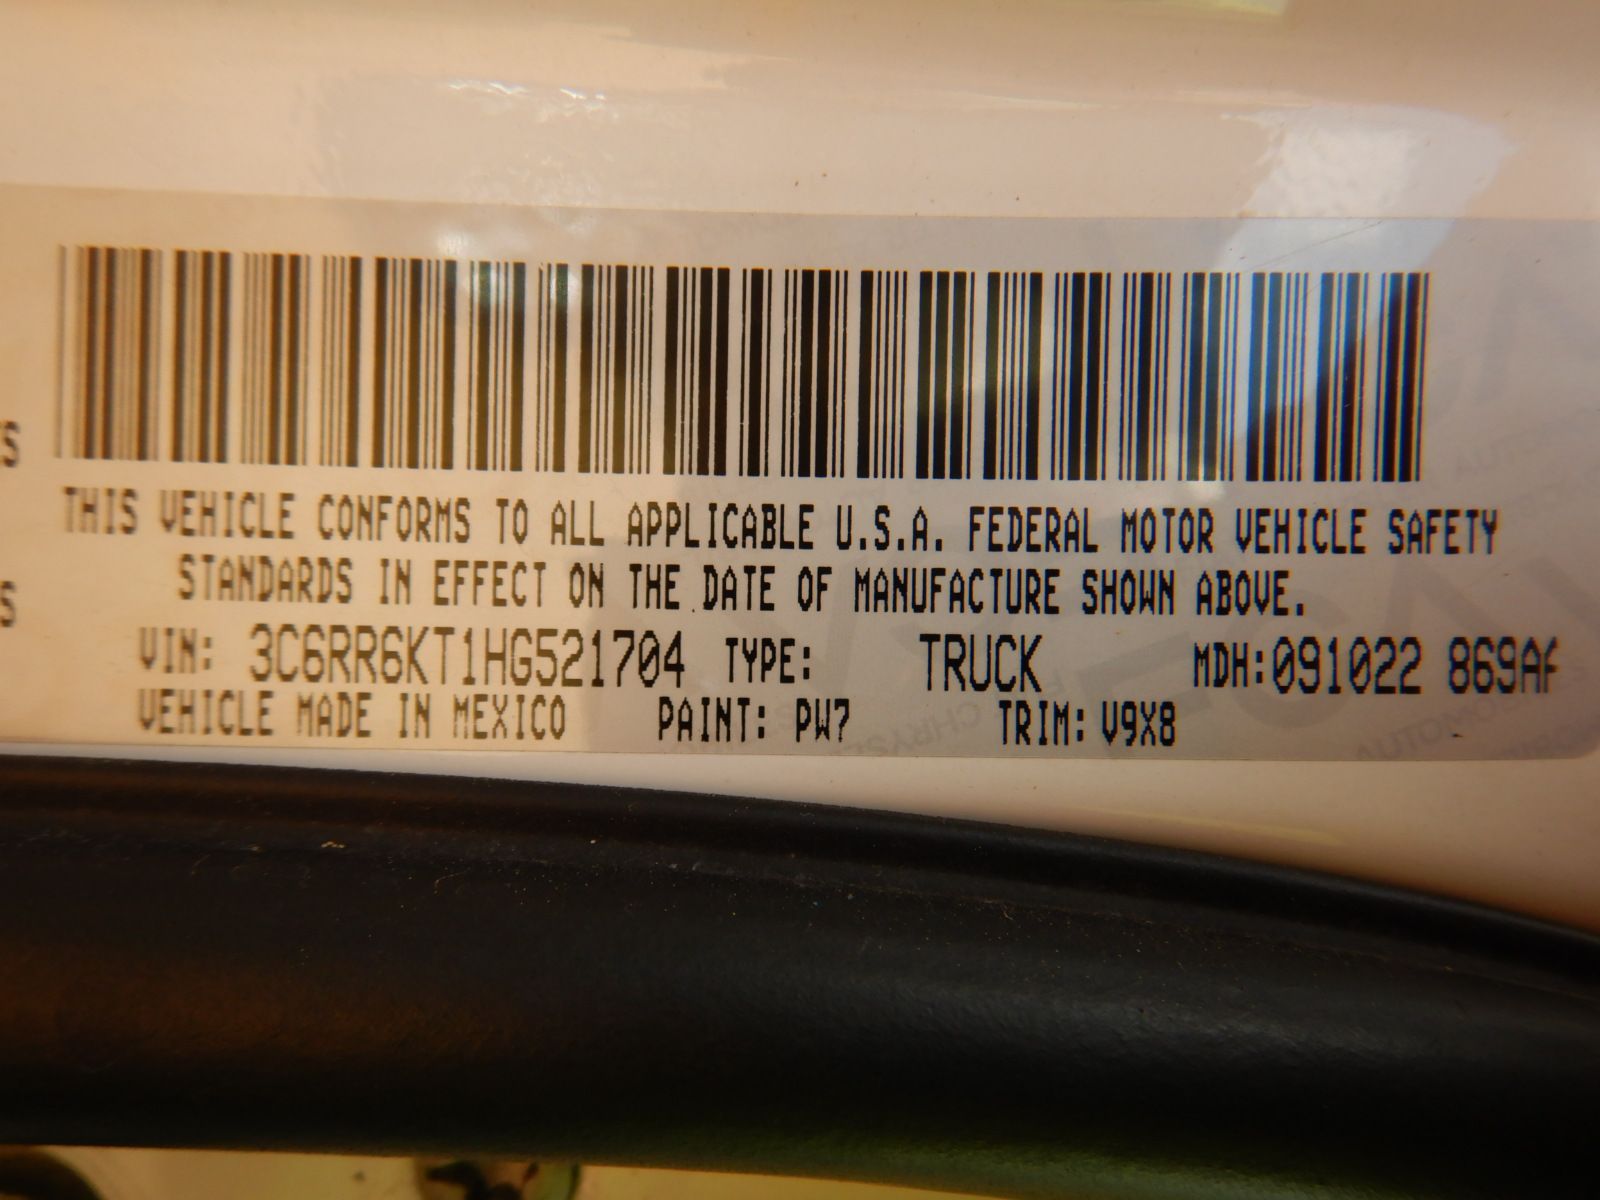 THIS VEHICLE CONFORMS TO ALL APPLICABLE U.S.A. FEDERAL MOTOR VEHICLE SAFETY
STANDARDS IN EFFECT ON THE DATE OF MANUFACTURE SHOWN ABOVE.
VIN: 3C6RR6KT1HG521704 TYPE: TRUCK MDH:091022
VEHICLE MADE IN MEXICO PAINT: PW7 TRIM: V9X8